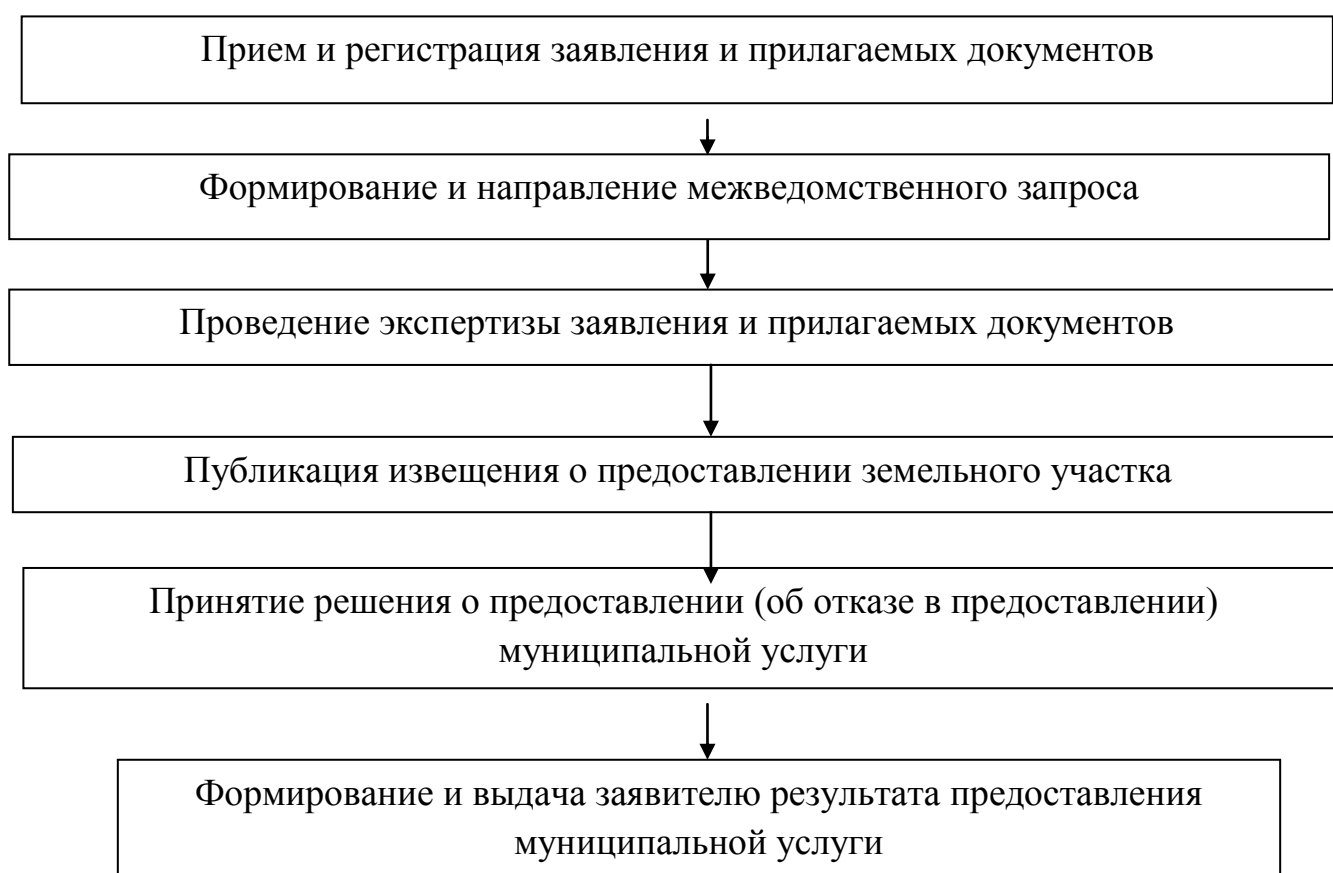 Прием и регистрация заявления и прилагаемых документов
Формирование и направление межведомственного запроса
Проведение экспертизы заявления и прилагаемых документов
Публикация извещения о предоставлении земельного участка
Принятие решения о предоставлении (об отказе в предоставлении)
муниципальной услуги
Формирование и выдача заявителю результата предоставления
муниципальной услуги